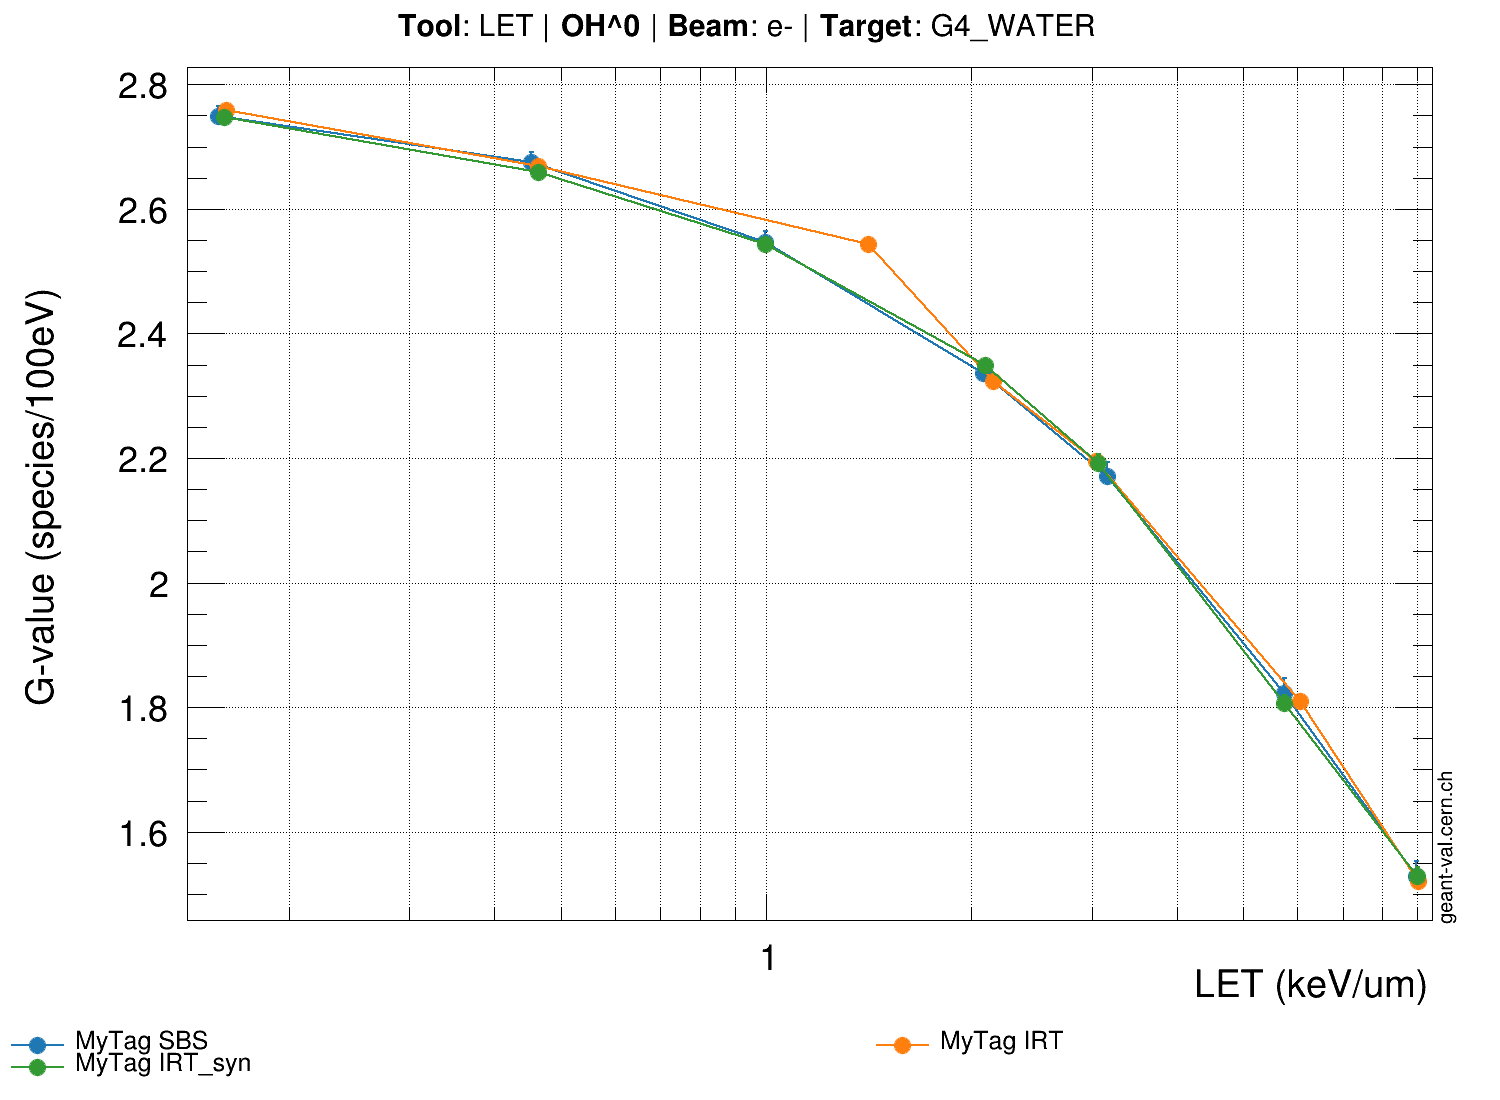 Tool: LET | OH^0 | Beam: e- | Target: G4_WATER
2.8
2.6
2.4
2.2
2
1.8
1.6
G-value (species/100eV)
1
LET (keV/um)
geant-val.cern.ch
MyTag SBS
MyTag IRT
MyTag IRT_syn